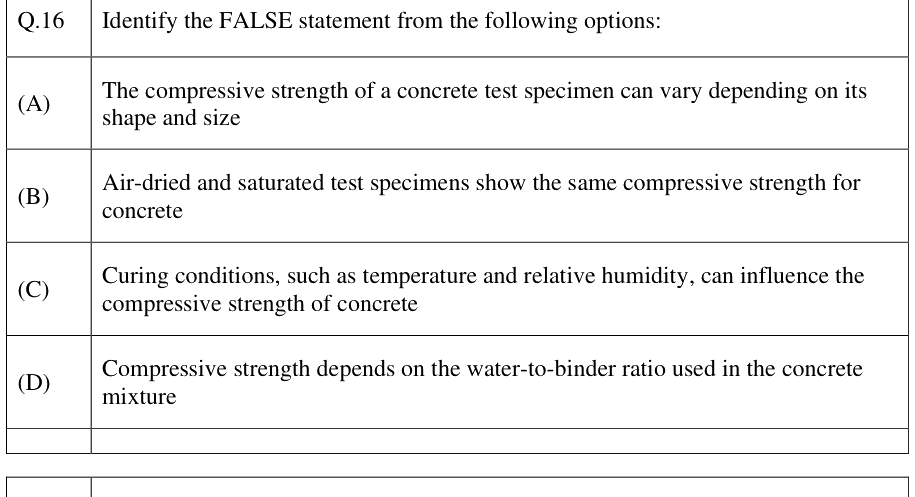 Q.16 Identify the FALSE statement from the following options:
(A) The compressive strength of a concrete test specimen can vary depending on its
shape and size
(B) Air-dried and saturated test specimens show the same compressive strength for
concrete
(C) Curing conditions, such as temperature and relative humidity, can influence the
compressive strength of concrete
(D) Compressive strength depends on the water-to-binder ratio used in the concrete
mixture